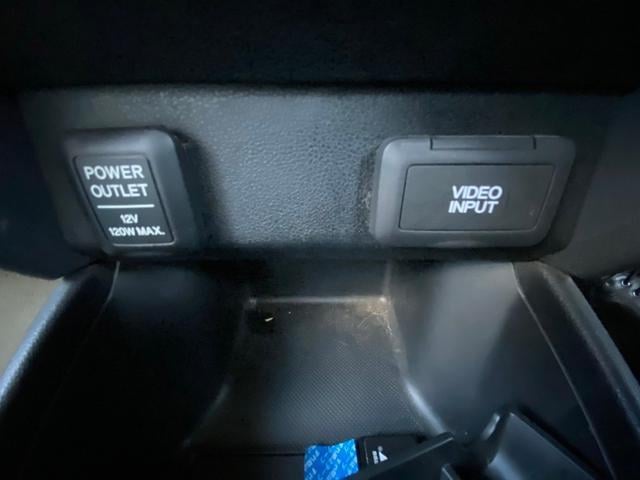 POWER
OUTLET
12V
120W MAX.
VIDEO
INPUT